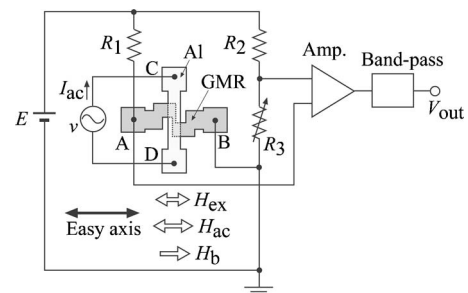 R1
R2
Amp.
Band-pass
Al
C
GMR
Iac
v
E
A
B
R3
Vout
D
Hex
Easy axis
Hac
Hb